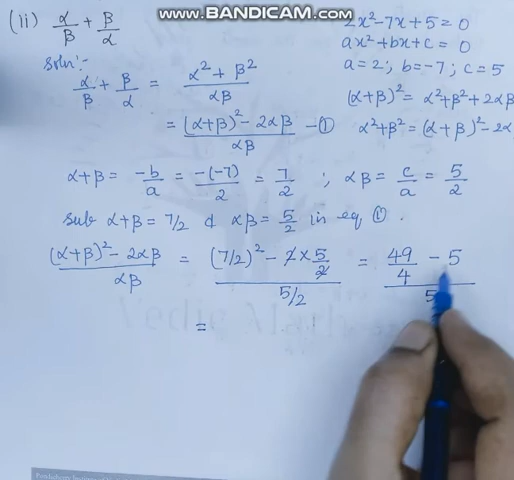 www.BANDICAM.com
(ii) α/β + β/α
2x²-7x+5=0
ax²+bx+c=0
soln:
a=2; b=-7; c=5
α/β + β/α = α²+β²/αβ
(α+β)²= α²+β²+2αβ
= (α+β)²-2αβ/αβ -①
α²+β²=(α+β)²-2α
α+β= -b/a = -(-7)/2 = 7/2 ; αβ= c/a = 5/2
Sub α+β=7/2 & αβ=5/2 in eq ①.
(α+β)²-2αβ/αβ = (7/2)²-2×5/2/5/2 = 49/4 -5/5
=